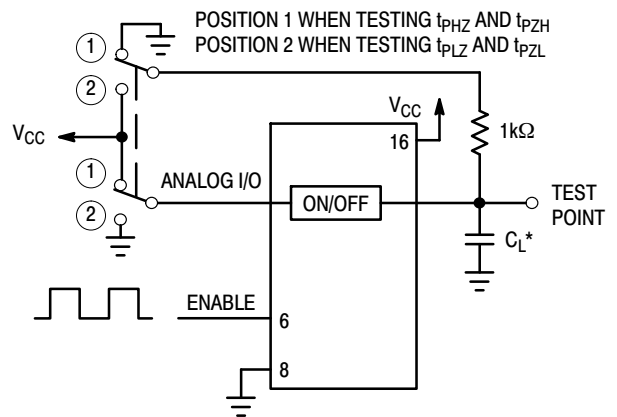 POSITION 1 WHEN TESTING tPHZ AND tPZH
POSITION 2 WHEN TESTING tPLZ AND tPZL
1
2
VCC
VCC
16
1kΩ
1
ANALOG I/O
ON/OFF
TEST
POINT
2
CL*
ENABLE
6
8